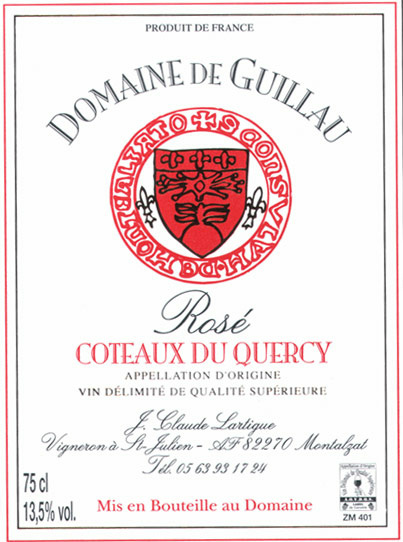 PRODUIT DE FRANCE
DOMAINE DE GUILLAU
Rosé
COTEAUX DU QUERCY
APPELLATION D'ORIGINE
VIN DÉLIMITÉ DE QUALITÉ SUPÉRIEURE
J. Claude Lartigue
Vigneron à St-Julien - AF 82270 Montalzat
Tél. 05 63 93 17 24
75 cl
13,5% vol.
Mis en Bouteille au Domaine
ZM 401